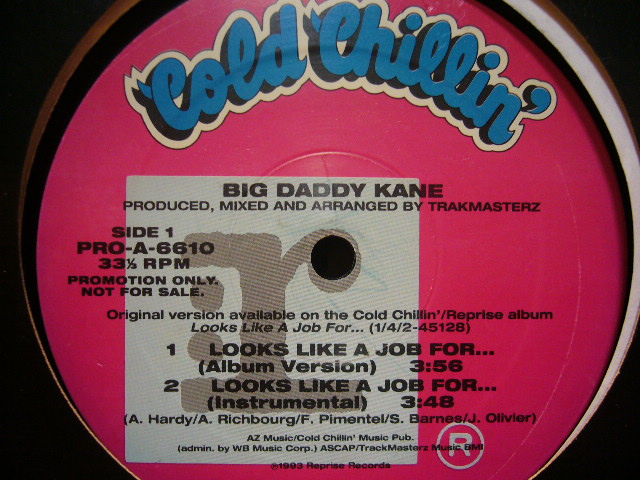 'Cold Chillin'
BIG DADDY KANE
PRODUCED, MIXED AND ARRANGED BY TRAKMASTERZ
SIDE 1
PRO-A-6610
33⅓ RPM
PROMOTION ONLY.
NOT FOR SALE.
r
Original version available on the Cold Chillin'/Reprise album
Looks Like A Job For... (1/4/2-45128)
1 LOOKS LIKE A JOB FOR...
(Album Version) 3:56
2 LOOKS LIKE A JOB FOR...
(Instrumental) 3:48
(A. Hardy/A. Richbourg/F. Pimentel/S. Barnes/J. Olivier)
AZ Music/Cold Chillin' Music Pub.
(admin. by WB Music Corp.) ASCAP/TrackMasterz Music BMI
®
©1993 Reprise Records